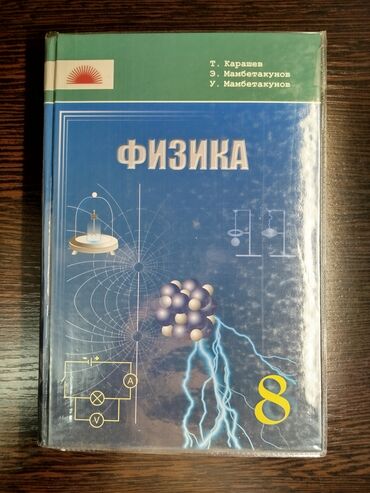 Т. Карашев
Э. Мамбетакунов
У. Мамбетакунов
ФИЗИКА
A
V
8